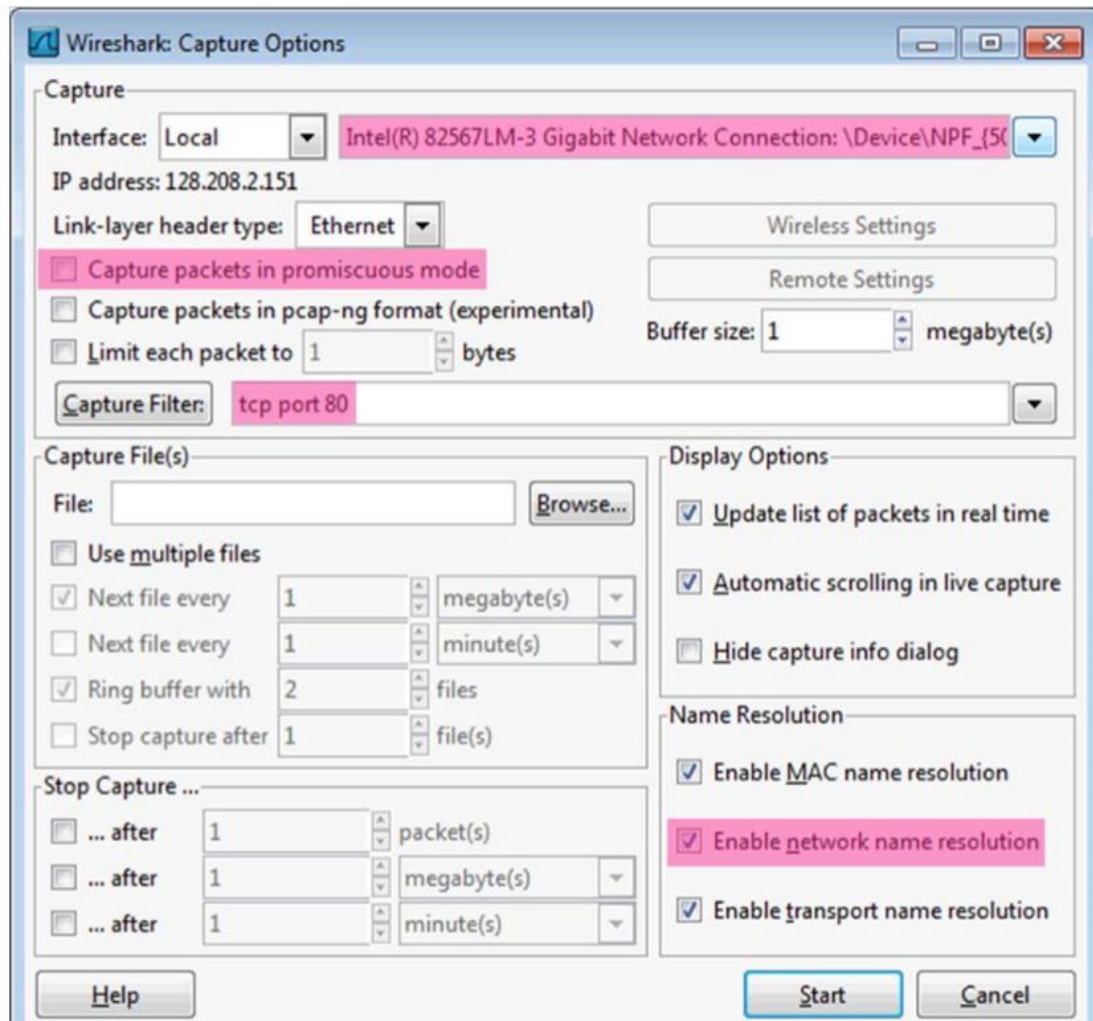 Wireshark: Capture Options
Capture
Interface: Local Intel(R) 82567LM-3 Gigabit Network Connection: \Device\NPF_{5(
IP address: 128.208.2.151
Link-layer header type: Ethernet Wireless Settings
Capture packets in promiscuous mode Remote Settings
Capture packets in pcap-ng format (experimental)
Buffer size: 1 megabyte(s)
Limit each packet to 1 bytes
Capture Filter: tcp port 80
Capture File(s)
File: Browse...
Use multiple files
Next file every 1 megabyte(s)
Next file every 1 minute(s)
Ring buffer with 2 files
Stop capture after 1 file(s)
Stop Capture ...
... after 1 packet(s)
... after 1 megabyte(s)
... after 1 minute(s)
Display Options
Update list of packets in real time
Automatic scrolling in live capture
Hide capture info dialog
Name Resolution
Enable MAC name resolution
Enable network name resolution
Enable transport name resolution
Help Start Cancel